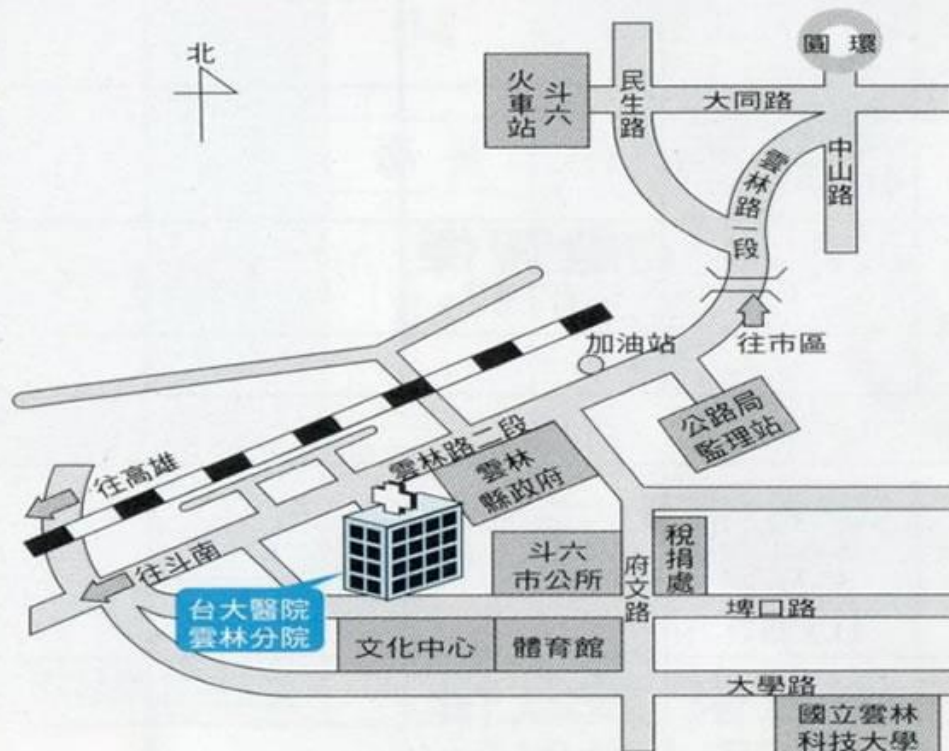 北
圓環
斗六
火車站
民生路
大同路
雲林路一段
中山路
加油站
往市區
公路局
監理站
往高雄
雲林路二段
雲林
縣政府
往斗南
斗六
市公所
府文路
稅捐處
台大醫院
雲林分院
埤口路
文化中心
體育館
大學路
國立雲林
科技大學